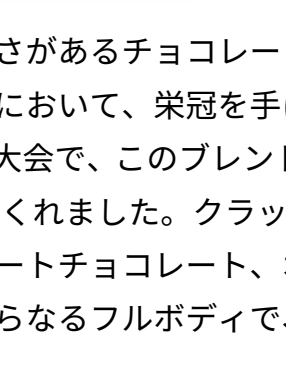 さがあるチョコレー
において、栄冠を手
大会で、このブレン
くれました。クラッ
ートチョコレート、
らなるフルボディで、